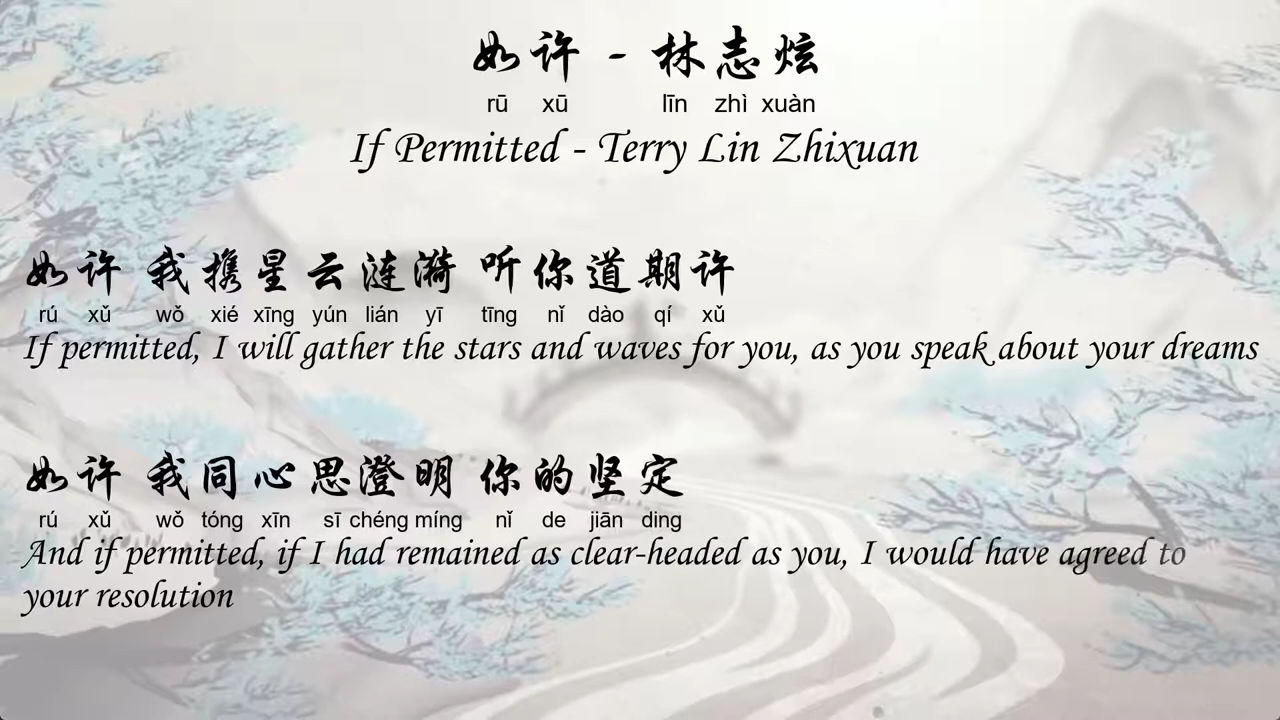 如许 - 林志炫
rū xū līn zhì xuàn
If Permitted - Terry Lin Zhixuan
如许 我携星云涟漪 听你道期许
rú xǔ wǒ xié xīng yún lián yī tīng nǐ dào qí xǔ
If permitted, I will gather the stars and waves for you, as you speak about your dreams
如许 我同心思澄明 你的坚定
rú xǔ wǒ tóng xīn sī chéng míng nǐ de jiān ding
And if permitted, if I had remained as clear-headed as you, I would have agreed to
your resolution